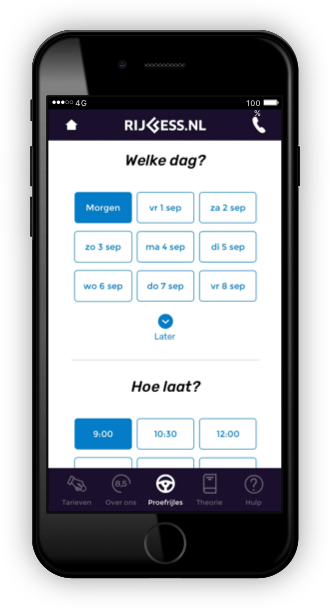 4G 100 %
RIJLESS.NL
Welke dag?
Morgen vr 1 sep za 2 sep
zo 3 sep ma 4 sep di 5 sep
wo 6 sep do 7 sep vr 8 sep
Later
Hoe laat?
9:00 10:30 12:00
8,5
Tarieven Over ons Proefrijles Theorie Hulp